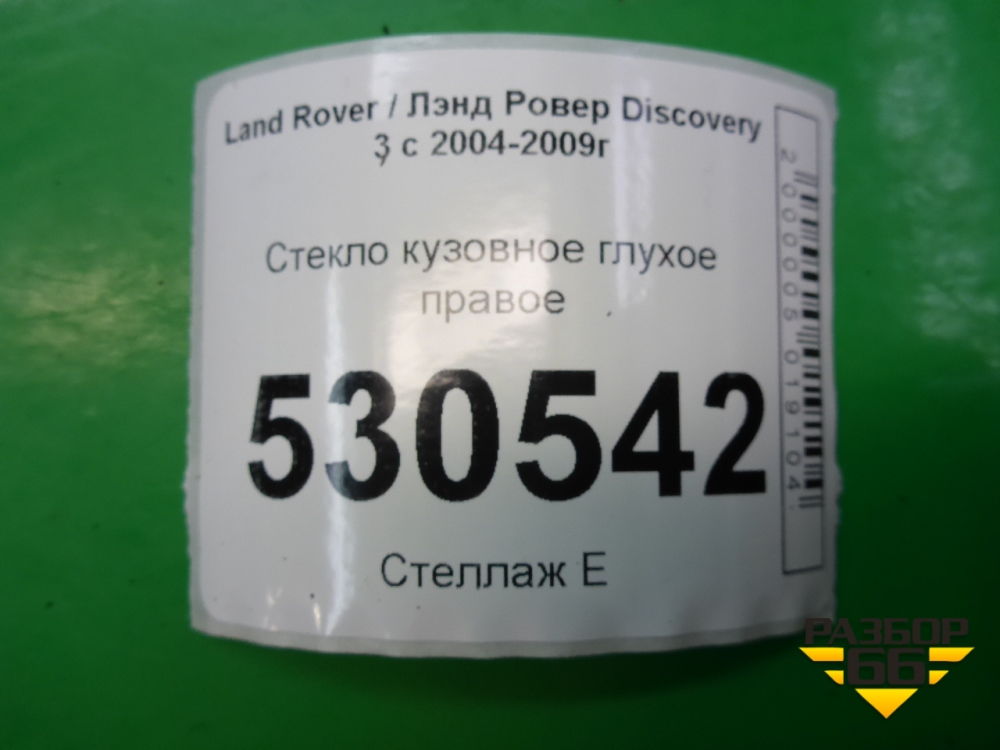 Land Rover / Лэнд Ровер Discovery
3 с 2004-2009г
Стекло кузовное глухое
правое
530542
Стеллаж Е
2000005019104
РАЗБОР
66